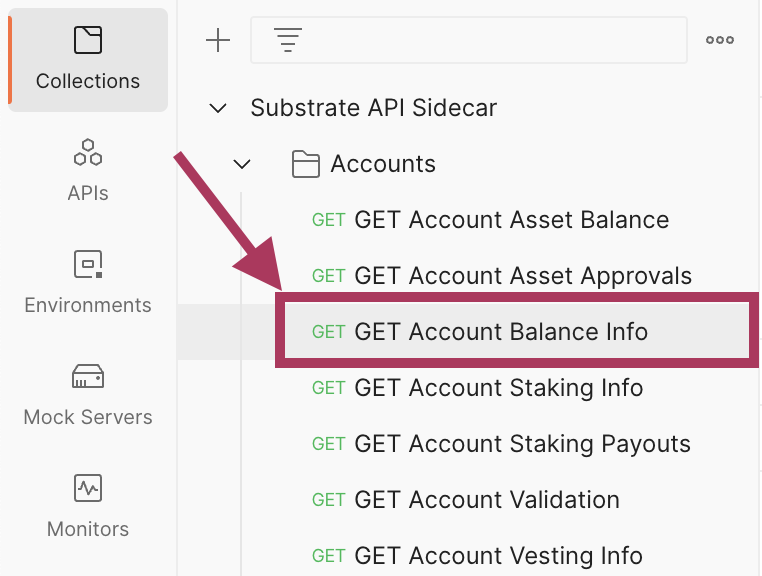 Collections
APIs
Environments
Mock Servers
Monitors
Substrate API Sidecar
Accounts
GET GET Account Asset Balance
GET GET Account Asset Approvals
GET GET Account Balance Info
GET GET Account Staking Info
GET GET Account Staking Payouts
GET GET Account Validation
GET GET Account Vesting Info